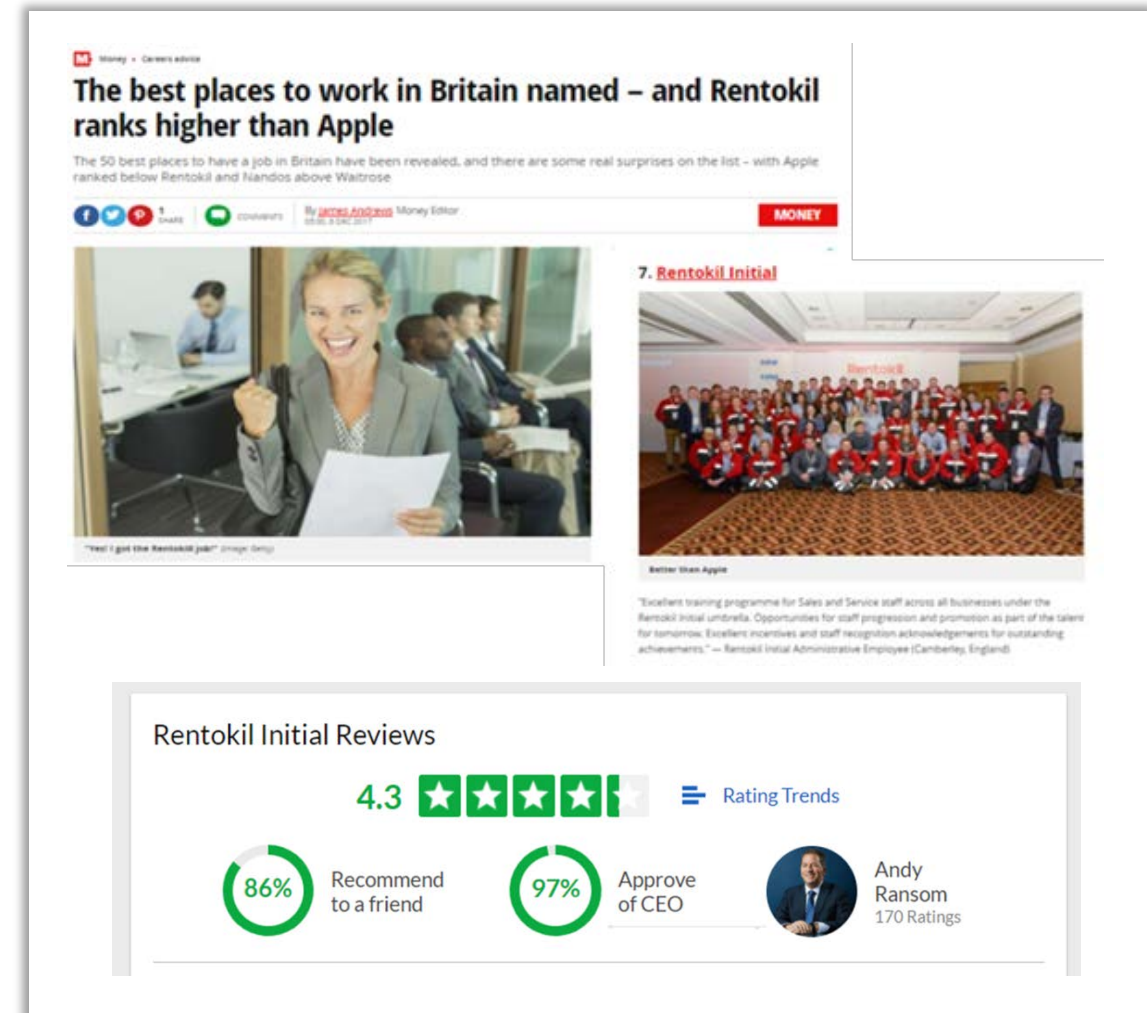 M
Money • Careers advice
The best places to work in Britain named – and Rentokil
ranks higher than Apple
The 50 best places to have a job in Britain have been revealed, and there are some real surprises on the list – with Apple
ranked below Rentokil and Nandos above Waitrose
1
SHARE
COMMENTS
By James Andrews Money Editor
DEC 2017
MONEY
"Yes! I got the Rentokill job!" (Image: Getty)
7. Rentokil Initial
Rentokil
Better than Apple
"Excellent training programme for Sales and Service staff across all businesses under the
Rentokil Initial umbrella. Opportunities for staff progression and promotion as part of the talent
for tomorrow. Excellent incentives and staff recognition acknowledgements for outstanding
achievements." — Rentokil Initial Administrative Employee (Camberley, England)
Rentokil Initial Reviews
4.3
Rating Trends
86%
Recommend
to a friend
97%
Approve
of CEO
Andy
Ransom
170 Ratings